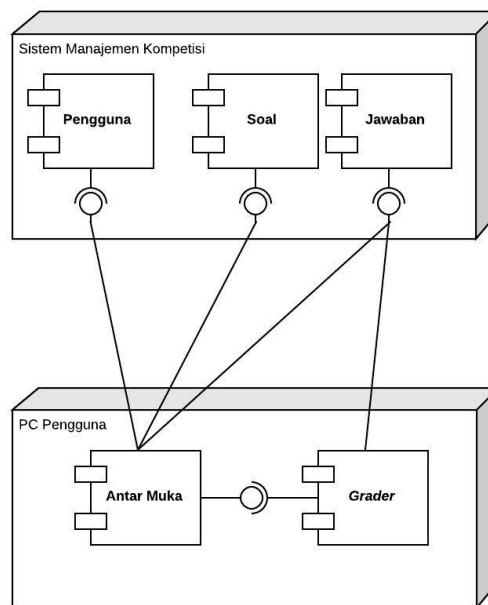 Sistem Manajemen Kompetisi
Pengguna
Soal
Jawaban
PC Pengguna
Antar Muka
Grader